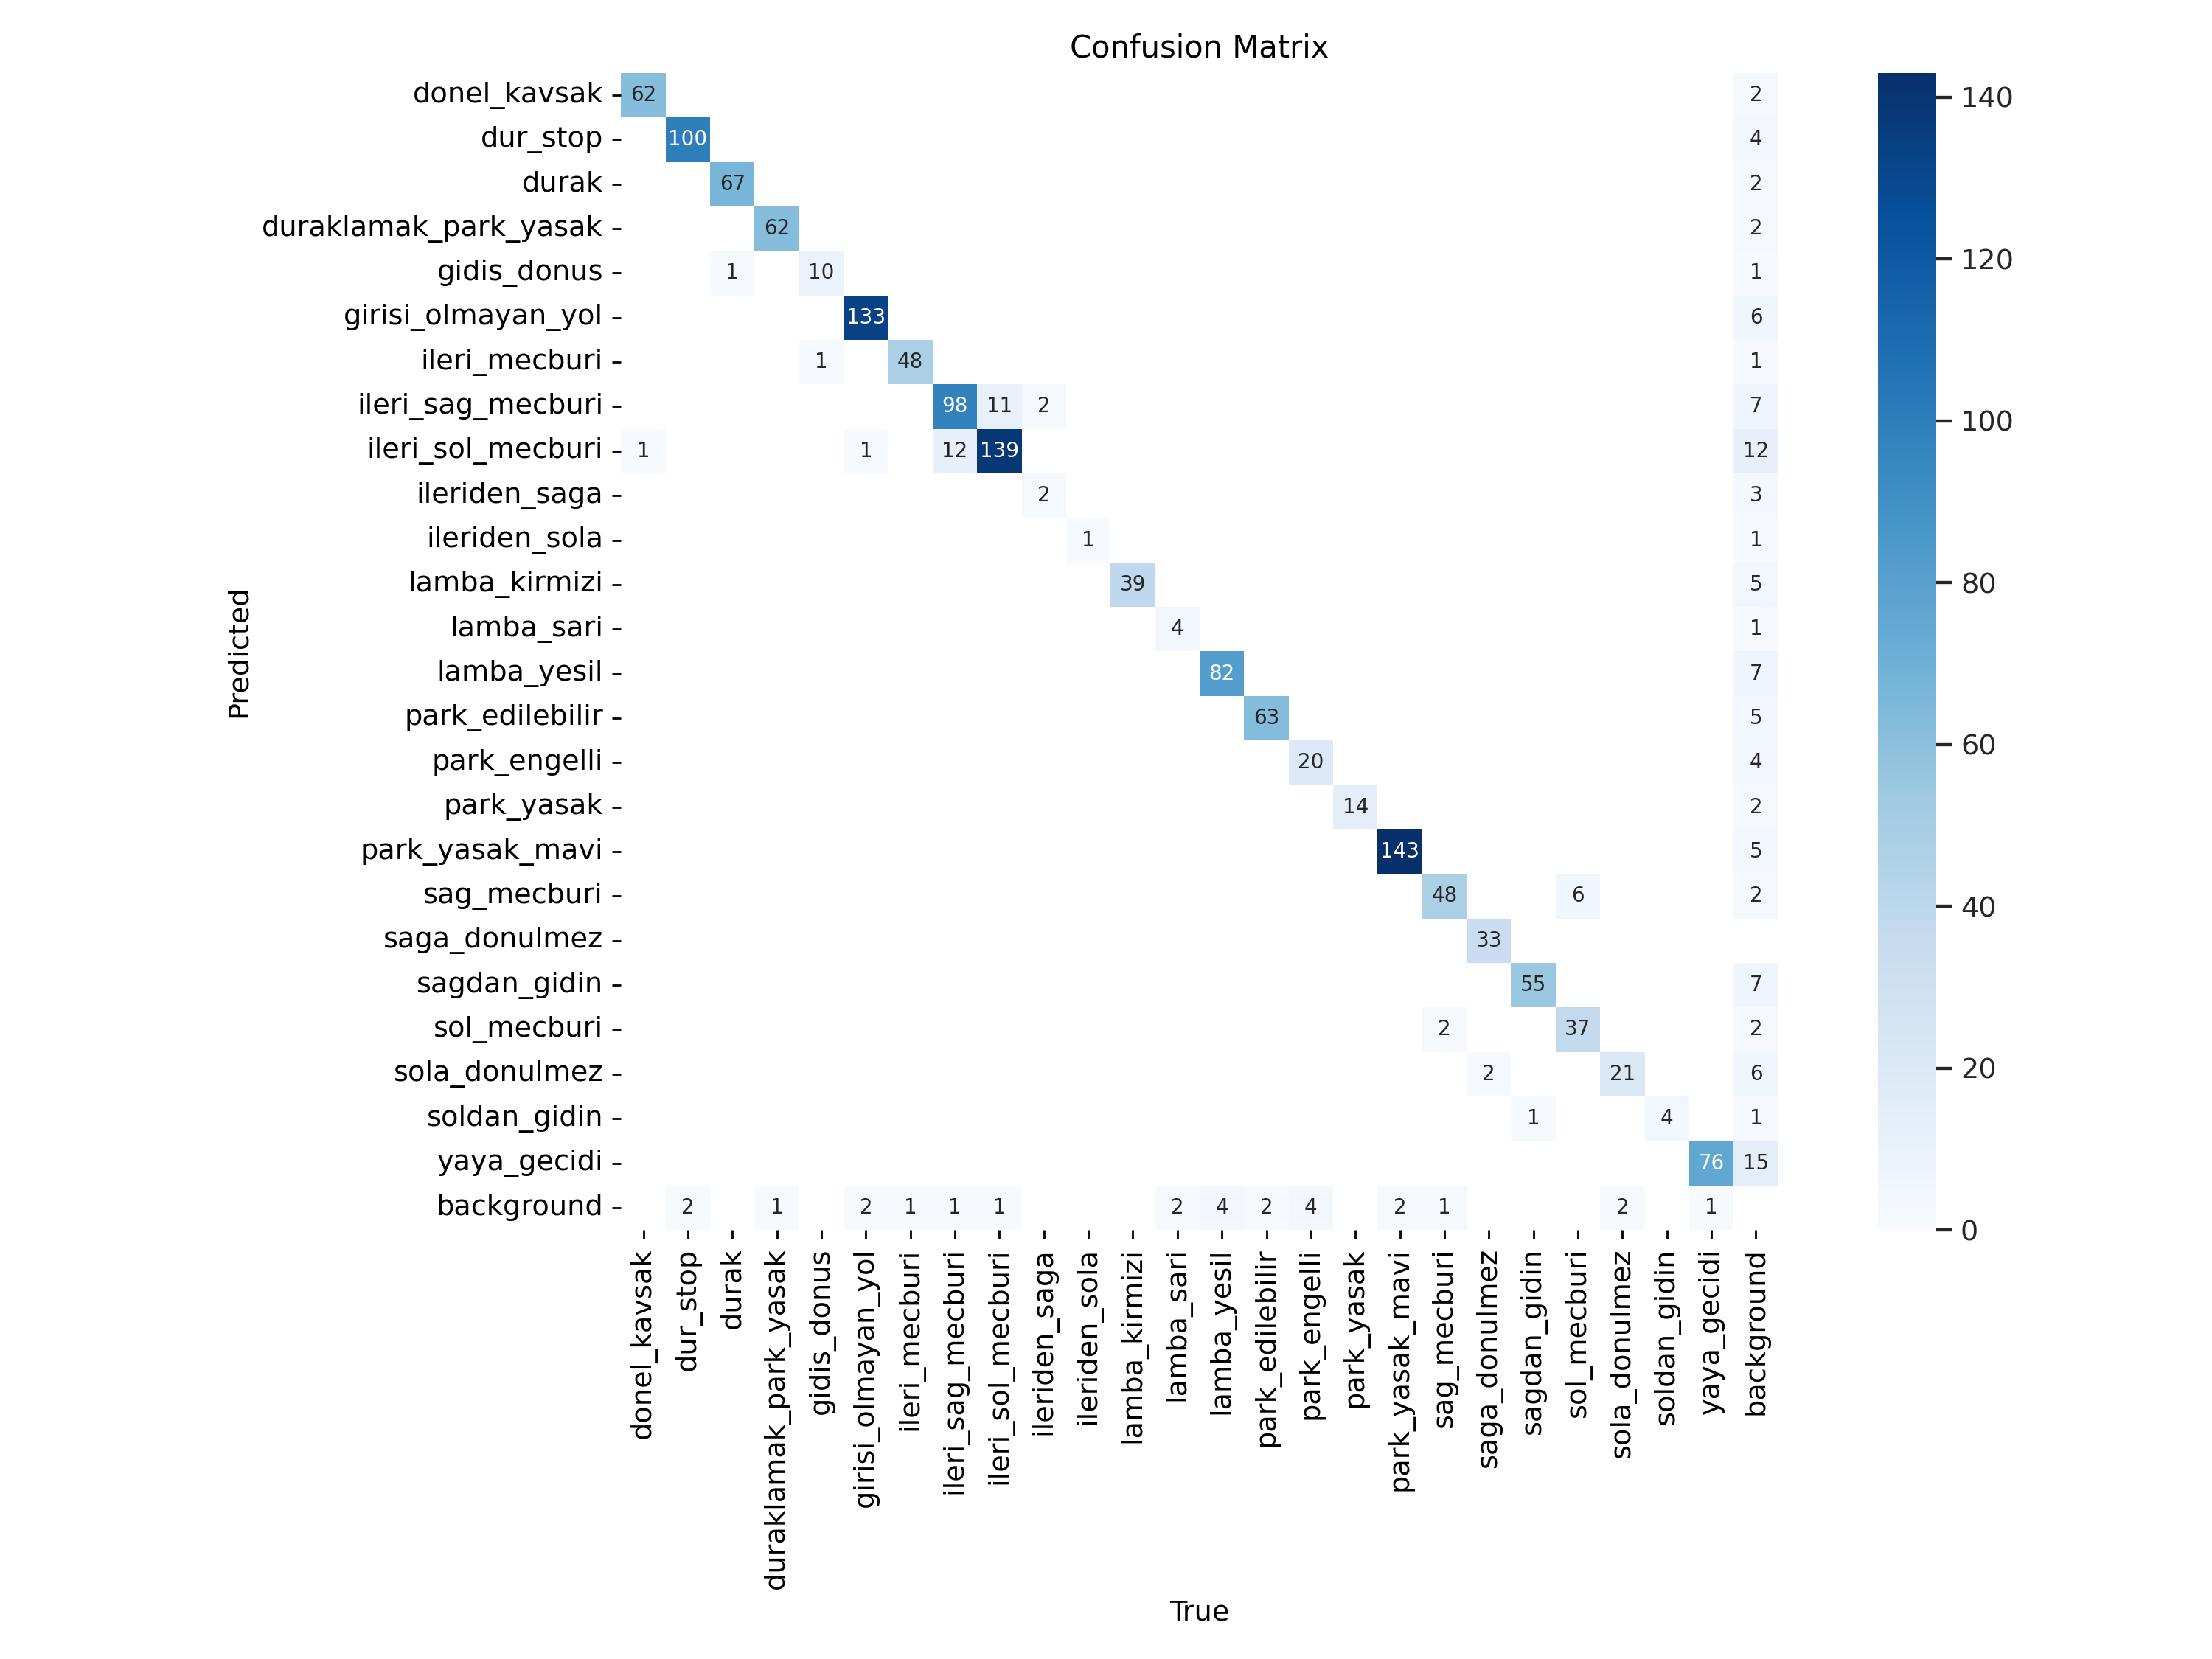 Confusion Matrix
donel_kavsak 62 2
dur_stop 100 4
durak 67 2
duraklamak_park_yasak 62 2
gidis_donus 1 10 1
girisi_olmayan_yol 133 6
ileri_mecburi 1 48 1
ileri_sag_mecburi 98 11 2 7
ileri_sol_mecburi 1 1 12 139 12
ileriden_saga 2 3
ileriden_sola 1 1
lamba_kirmizi 39 5
lamba_sari 4 1
lamba_yesil 82 7
park_edilebilir 63 5
park_engelli 20 4
park_yasak 14 2
park_yasak_mavi 143 5
sag_mecburi 48 6 2
saga_donulmez 33
sagdan_gidin 55 7
sol_mecburi 2 37 2
sola_donulmez 2 21 6
soldan_gidin 1 4 1
yaya_gecidi 76 15
background 2 1 2 1 1 1 2 4 2 4 2 1 2 1
Predicted
donel_kavsak
dur_stop
durak
duraklamak_park_yasak
gidis_donus
girisi_olmayan_yol
ileri_mecburi
ileri_sag_mecburi
ileri_sol_mecburi
ileriden_saga
ileriden_sola
lamba_kirmizi
lamba_sari
lamba_yesil
park_edilebilir
park_engelli
park_yasak
park_yasak_mavi
sag_mecburi
saga_donulmez
sagdan_gidin
sol_mecburi
sola_donulmez
soldan_gidin
yaya_gecidi
background
True
140
120
100
80
60
40
20
0